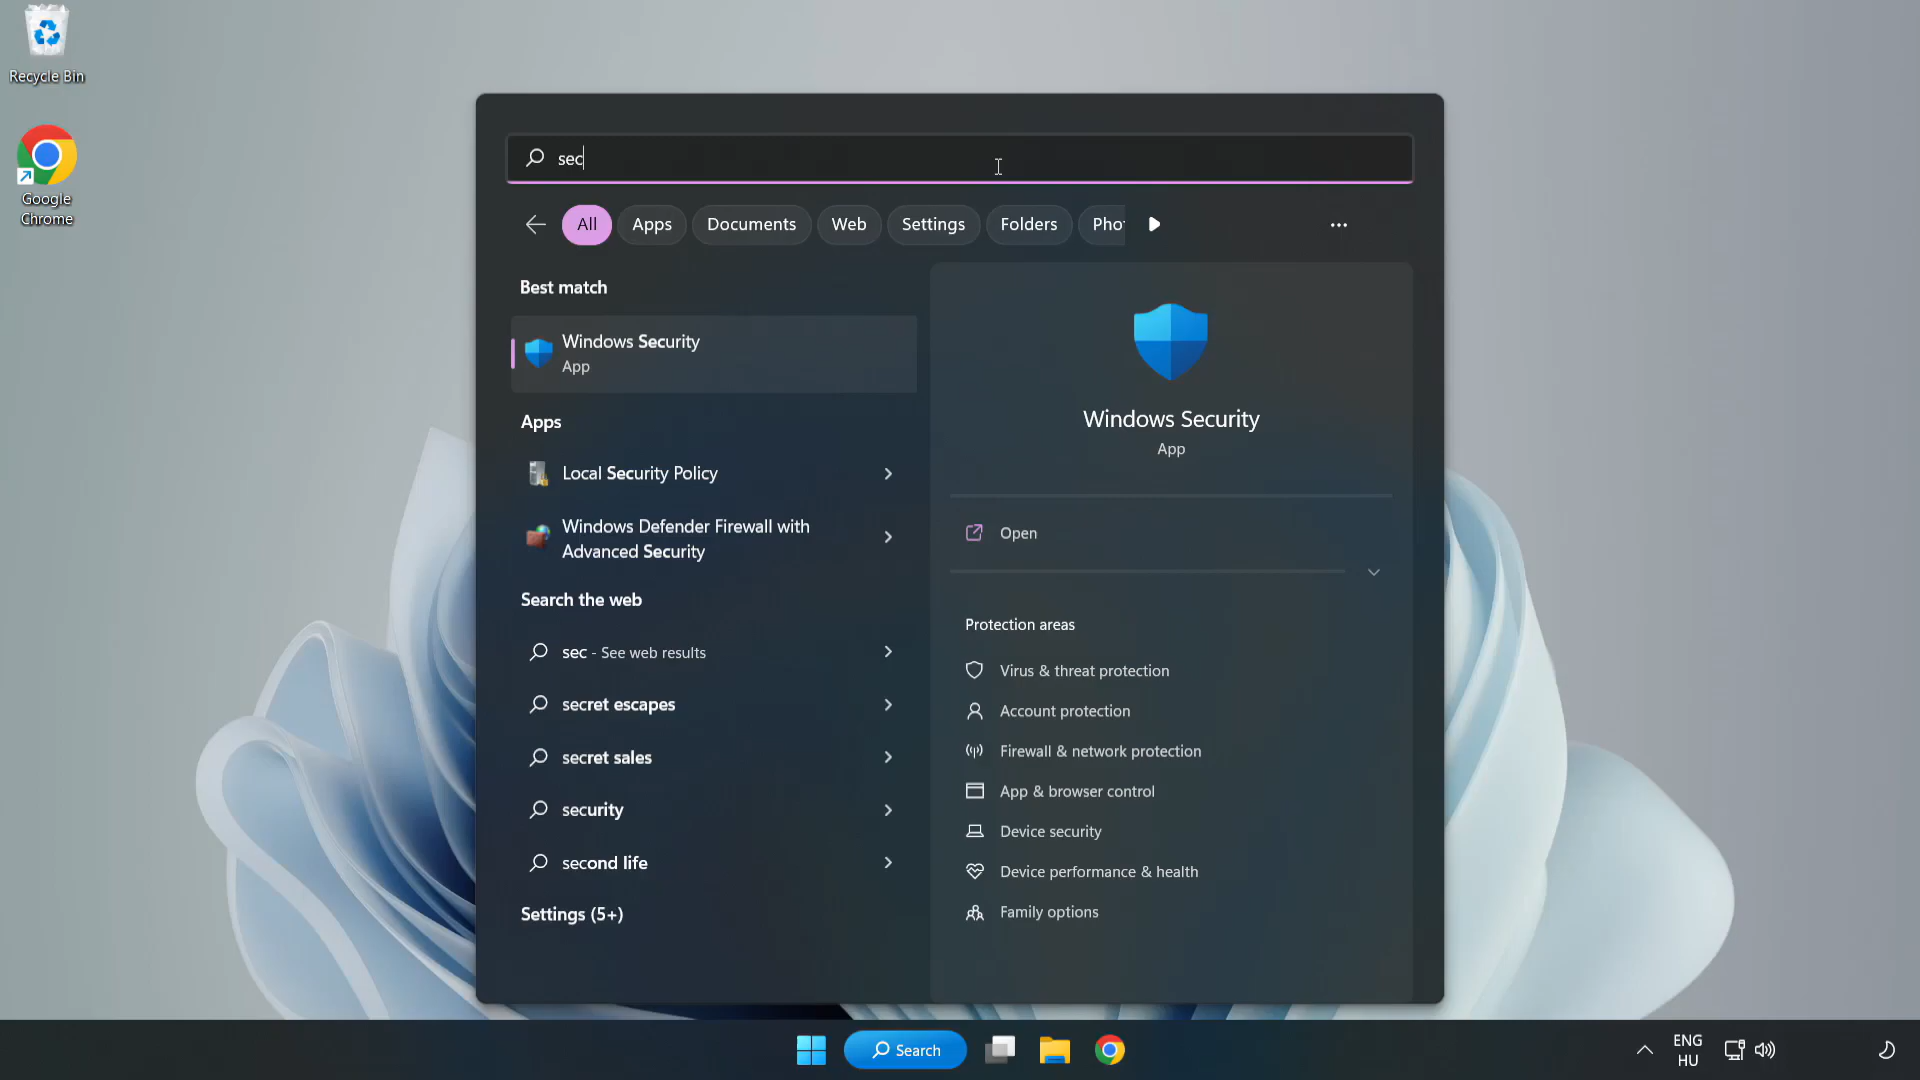 Recycle Bin
Google
Chrome
sec
All
Apps
Documents
Web
Settings
Folders
Best match
Windows Security
App
Apps
Local Security Policy
Windows Defender Firewall with
Advanced Security
Search the web
sec - See web results
secret escapes
secret sales
security
second life
Settings (5+)
Windows Security
App
Open
Protection areas
Virus & threat protection
Account protection
Firewall & network protection
App & browser control
Device security
Device performance & health
Family options
Search
ENG
HU